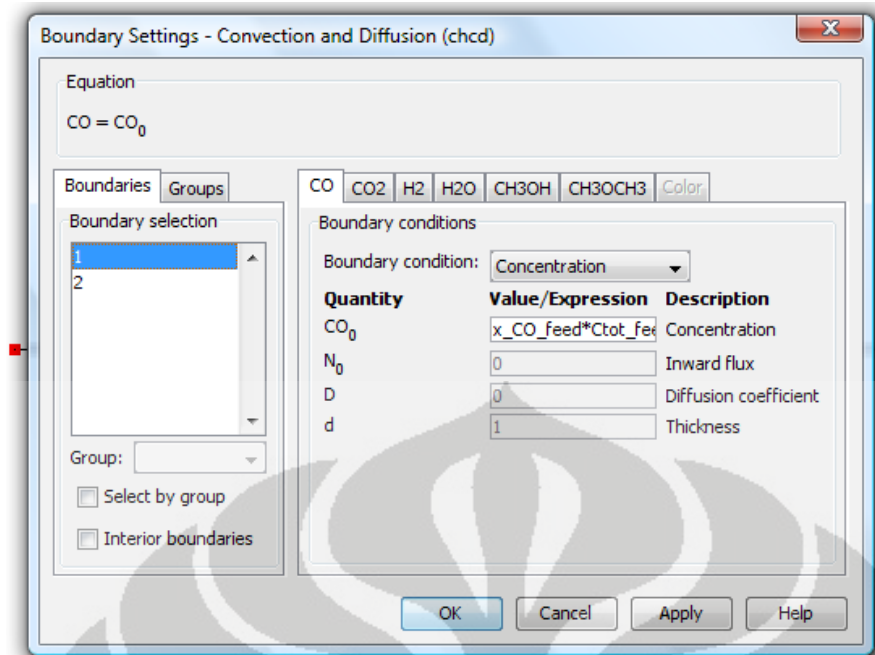 Boundary Settings - Convection and Diffusion (chcd)
Equation
CO = CO₀
Boundaries Groups
Boundary selection
1
2
Group:
Select by group
Interior boundaries
CO CO2 H2 H2O CH3OH CH3OCH3 Color
Boundary conditions
Boundary condition: Concentration
Quantity Value/Expression Description
CO₀ x_CO_feed*Ctot_fee Concentration
N₀ 0 Inward flux
D 0 Diffusion coefficient
d 1 Thickness
OK Cancel Apply Help